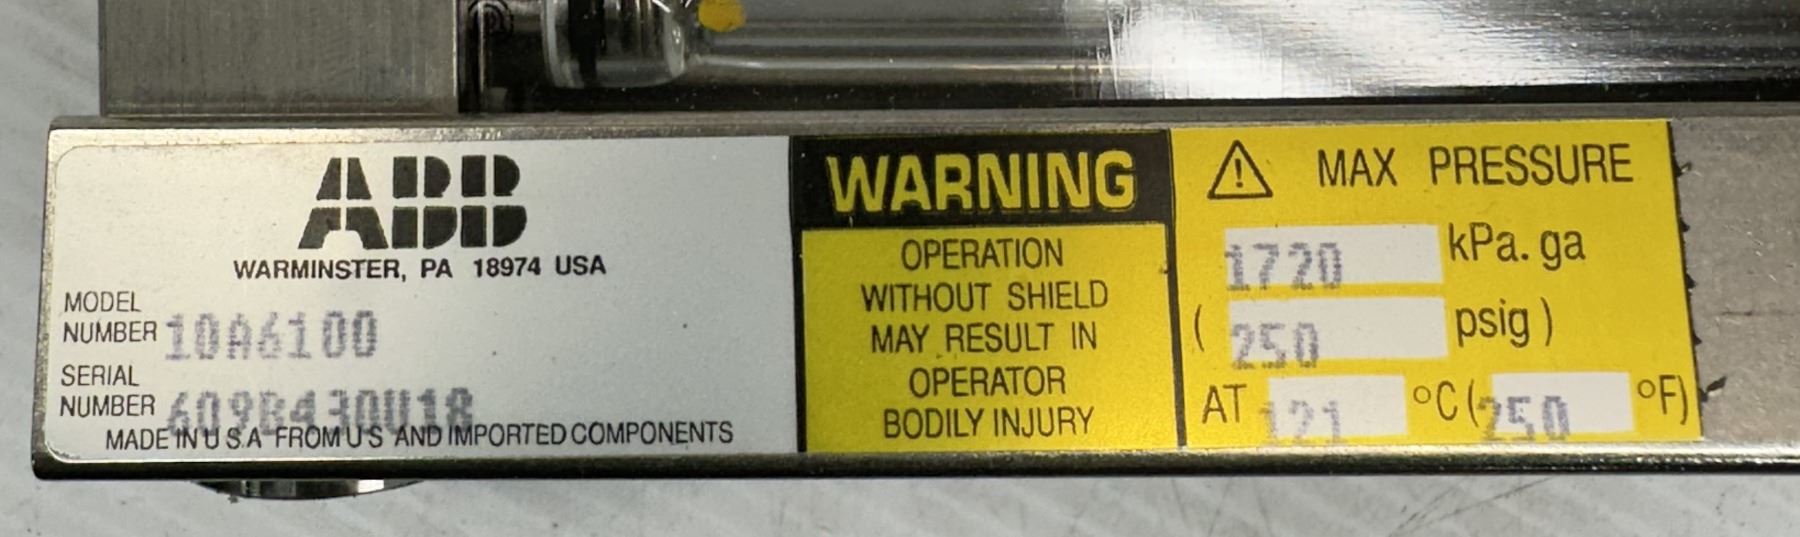 ABB
WARMINSTER, PA 18974 USA
MODEL
NUMBER 10A6100
SERIAL
NUMBER 609B430U18
MADE IN U S A FROM U S AND IMPORTED COMPONENTS
WARNING
OPERATION
WITHOUT SHIELD
MAY RESULT IN
OPERATOR
BODILY INJURY
MAX PRESSURE
1720 kPa. ga
( 250 psig )
AT 121 °C ( 250 °F)